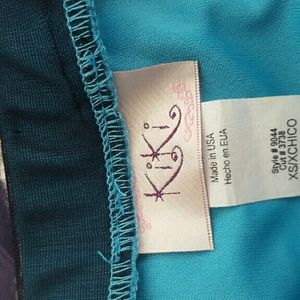 KiKi
Made in USA
Hecho en EUA
Style # 9044
Cut # 3738
XS/XCHICO